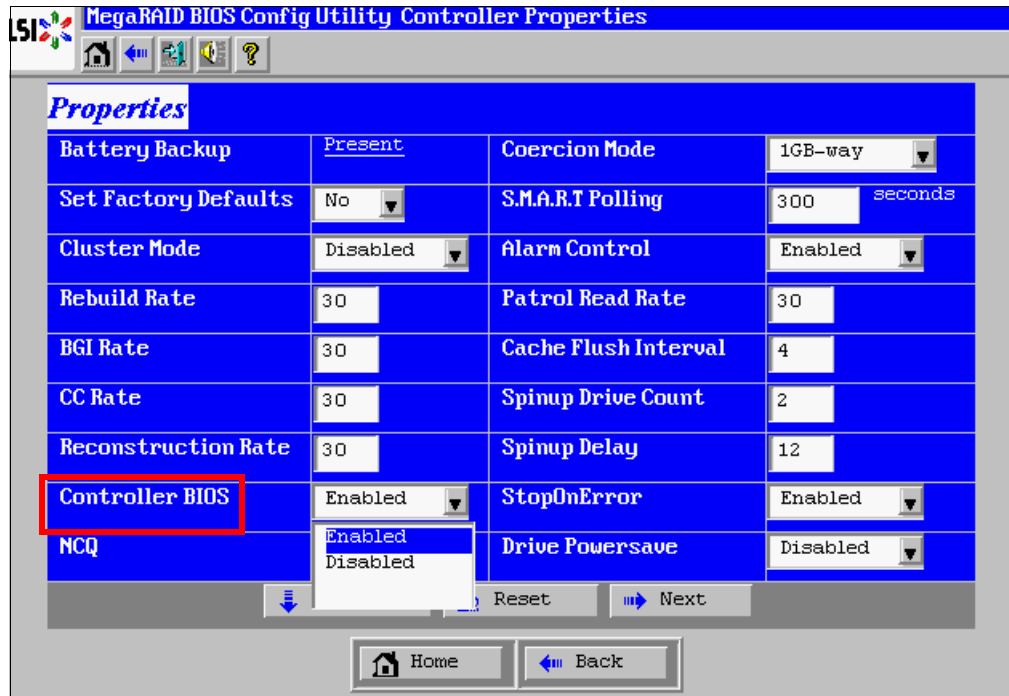 LSI
MegaRAID BIOS Config Utility Controller Properties
?
Properties
Battery Backup Present Coercion Mode 1GB-way
Set Factory Defaults No S.M.A.R.T Polling 300 seconds
Cluster Mode Disabled Alarm Control Enabled
Rebuild Rate 30 Patrol Read Rate 30
BGI Rate 30 Cache Flush Interval 4
CC Rate 30 Spinup Drive Count 2
Reconstruction Rate 30 Spinup Delay 12
Controller BIOS Enabled StopOnError Enabled
Enabled
Disabled
NCQ Drive Powersave Disabled
Reset Next
Home Back